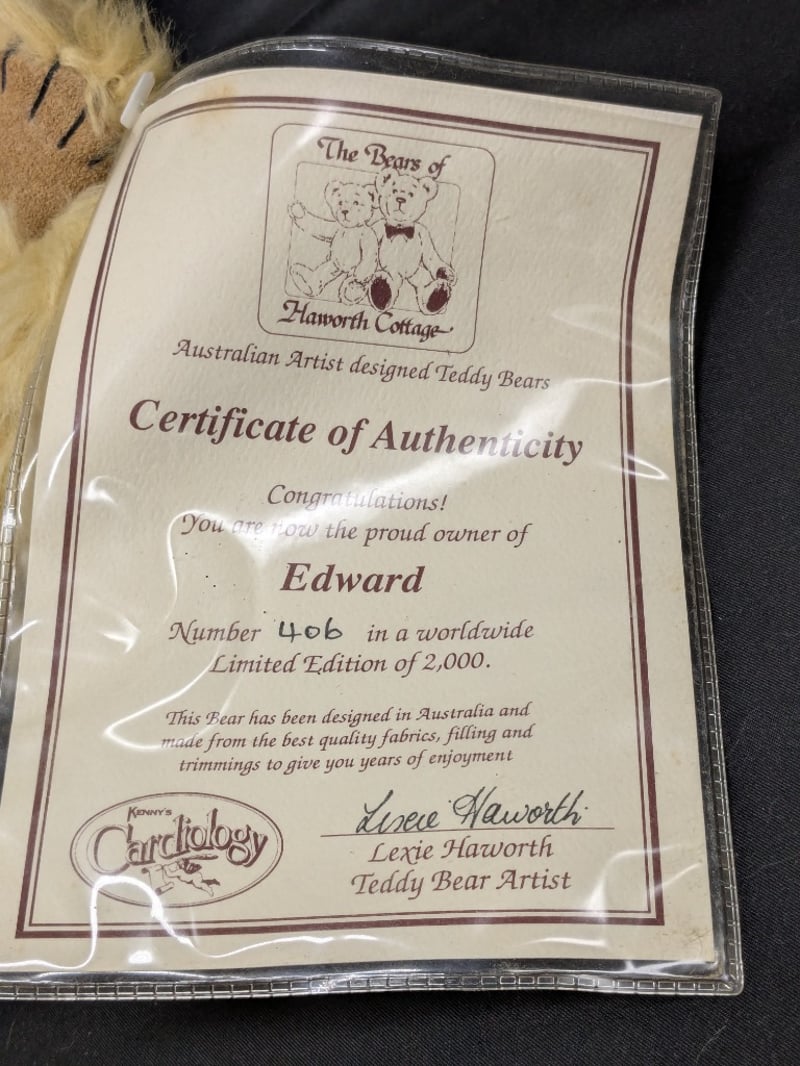 The Bears of
Haworth Cottage
Australian Artist designed Teddy Bears
Certificate of Authenticity
Congratulations!
You are now the proud owner of
Edward
Number 406 in a worldwide
Limited Edition of 2,000.
This Bear has been designed in Australia and
made from the best quality fabrics, filling and
trimmings to give you years of enjoyment
KENNY'S
Cardiology
Lexie Haworth
Lexie Haworth
Teddy Bear Artist